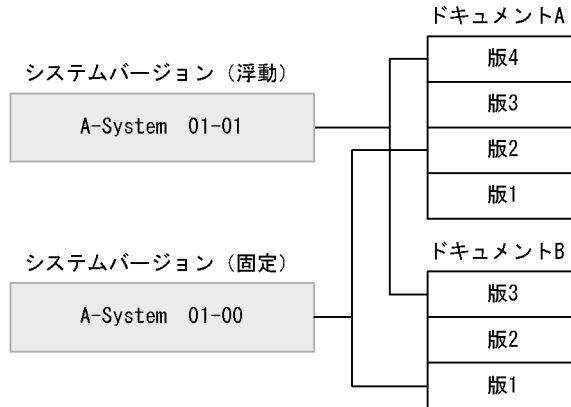 ドキュメントA
版4
システムバージョン（浮動）
版3
A-System 01-01
版2
版1
ドキュメントB
システムバージョン（固定）
版3
A-System 01-00
版2
版1